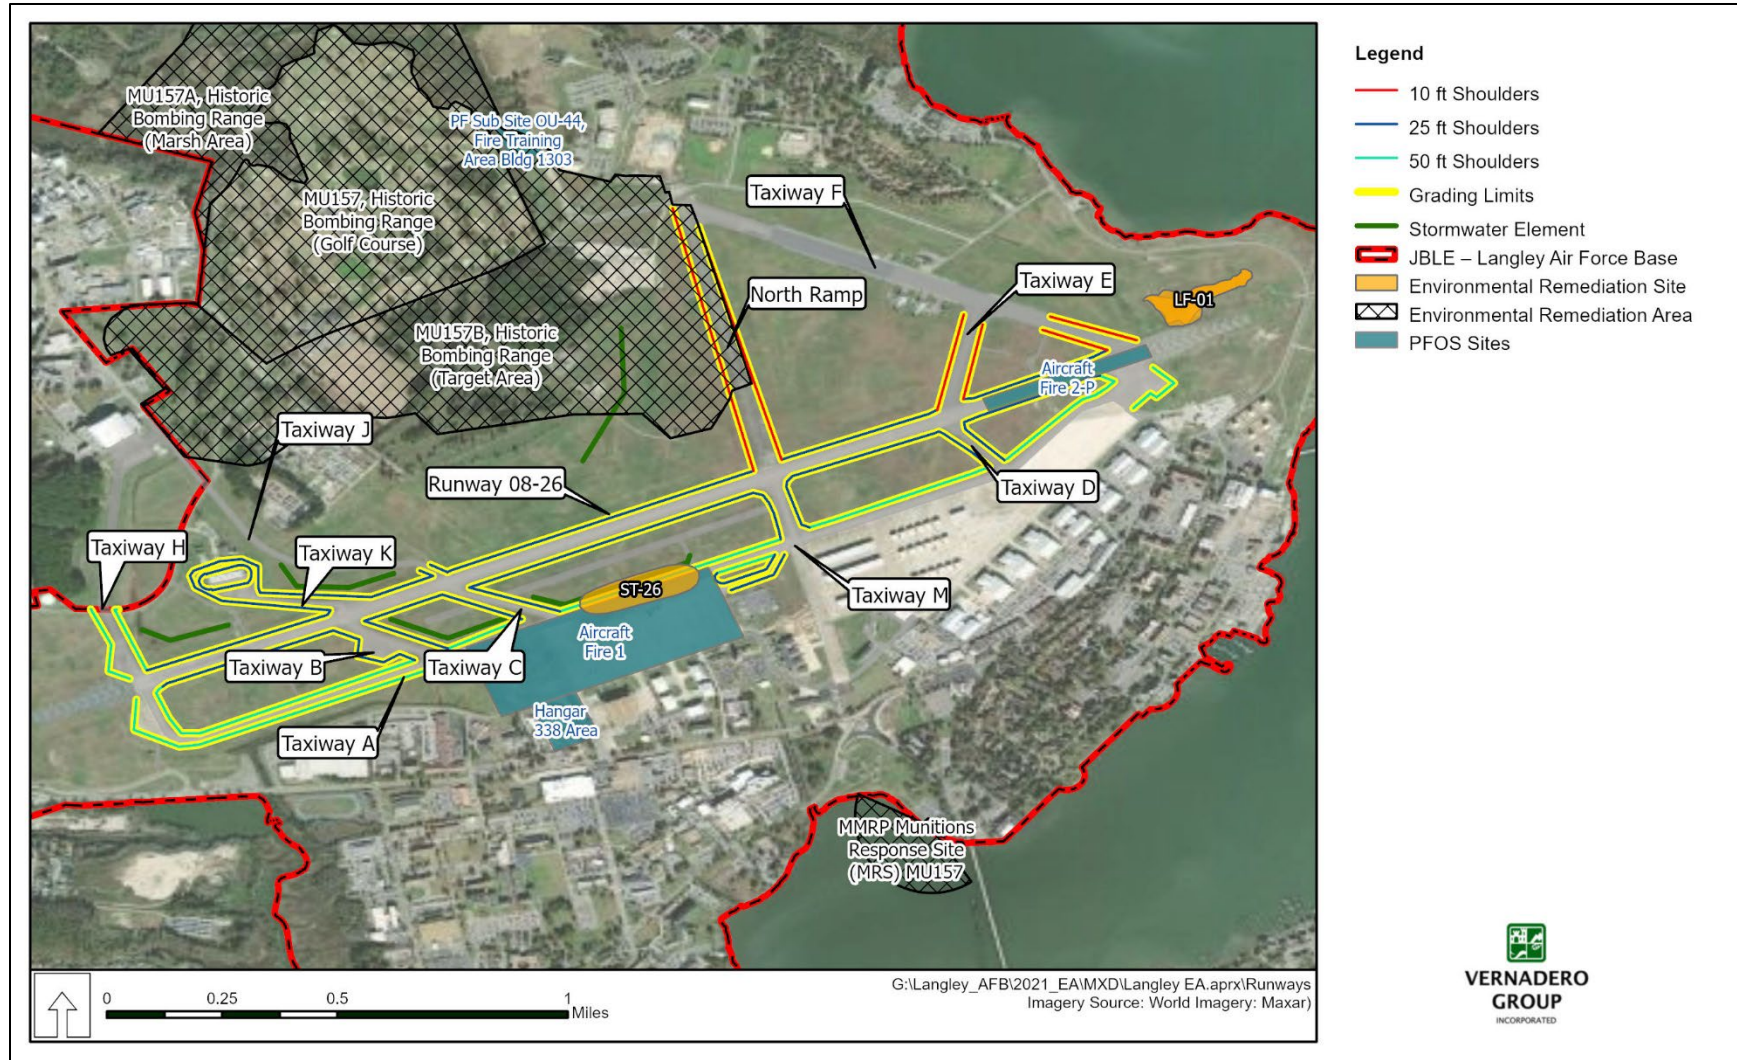 MU157A, Historic
Bombing Range
(Marsh Area)
PF Sub Site OU-44,
Fire Training
Area Bldg 1303
MU157, Historic
Bombing Range
(Golf Course)
Taxiway F
Taxiway E
LF-01
North Ramp
MU157B, Historic
Bombing Range
(Target Area)
Aircraft
Fire 2-P
Taxiway J
Runway 08-26
Taxiway D
Taxiway H
Taxiway K
ST-26
Taxiway M
Aircraft
Fire 1
Taxiway B
Taxiway C
Hangar
338 Area
Taxiway A
MMRP Munitions
Response Site
(MRS) MU157
Legend
10 ft Shoulders
25 ft Shoulders
50 ft Shoulders
Grading Limits
Stormwater Element
JBLE – Langley Air Force Base
Environmental Remediation Site
Environmental Remediation Area
PFOS Sites
0 0.25 0.5 1
Miles
G:\Langley_AFB\2021_EA\MXD\Langley EA.aprx\Runways
Imagery Source: World Imagery: Maxar)
VERNADERO
GROUP
INCORPORATED